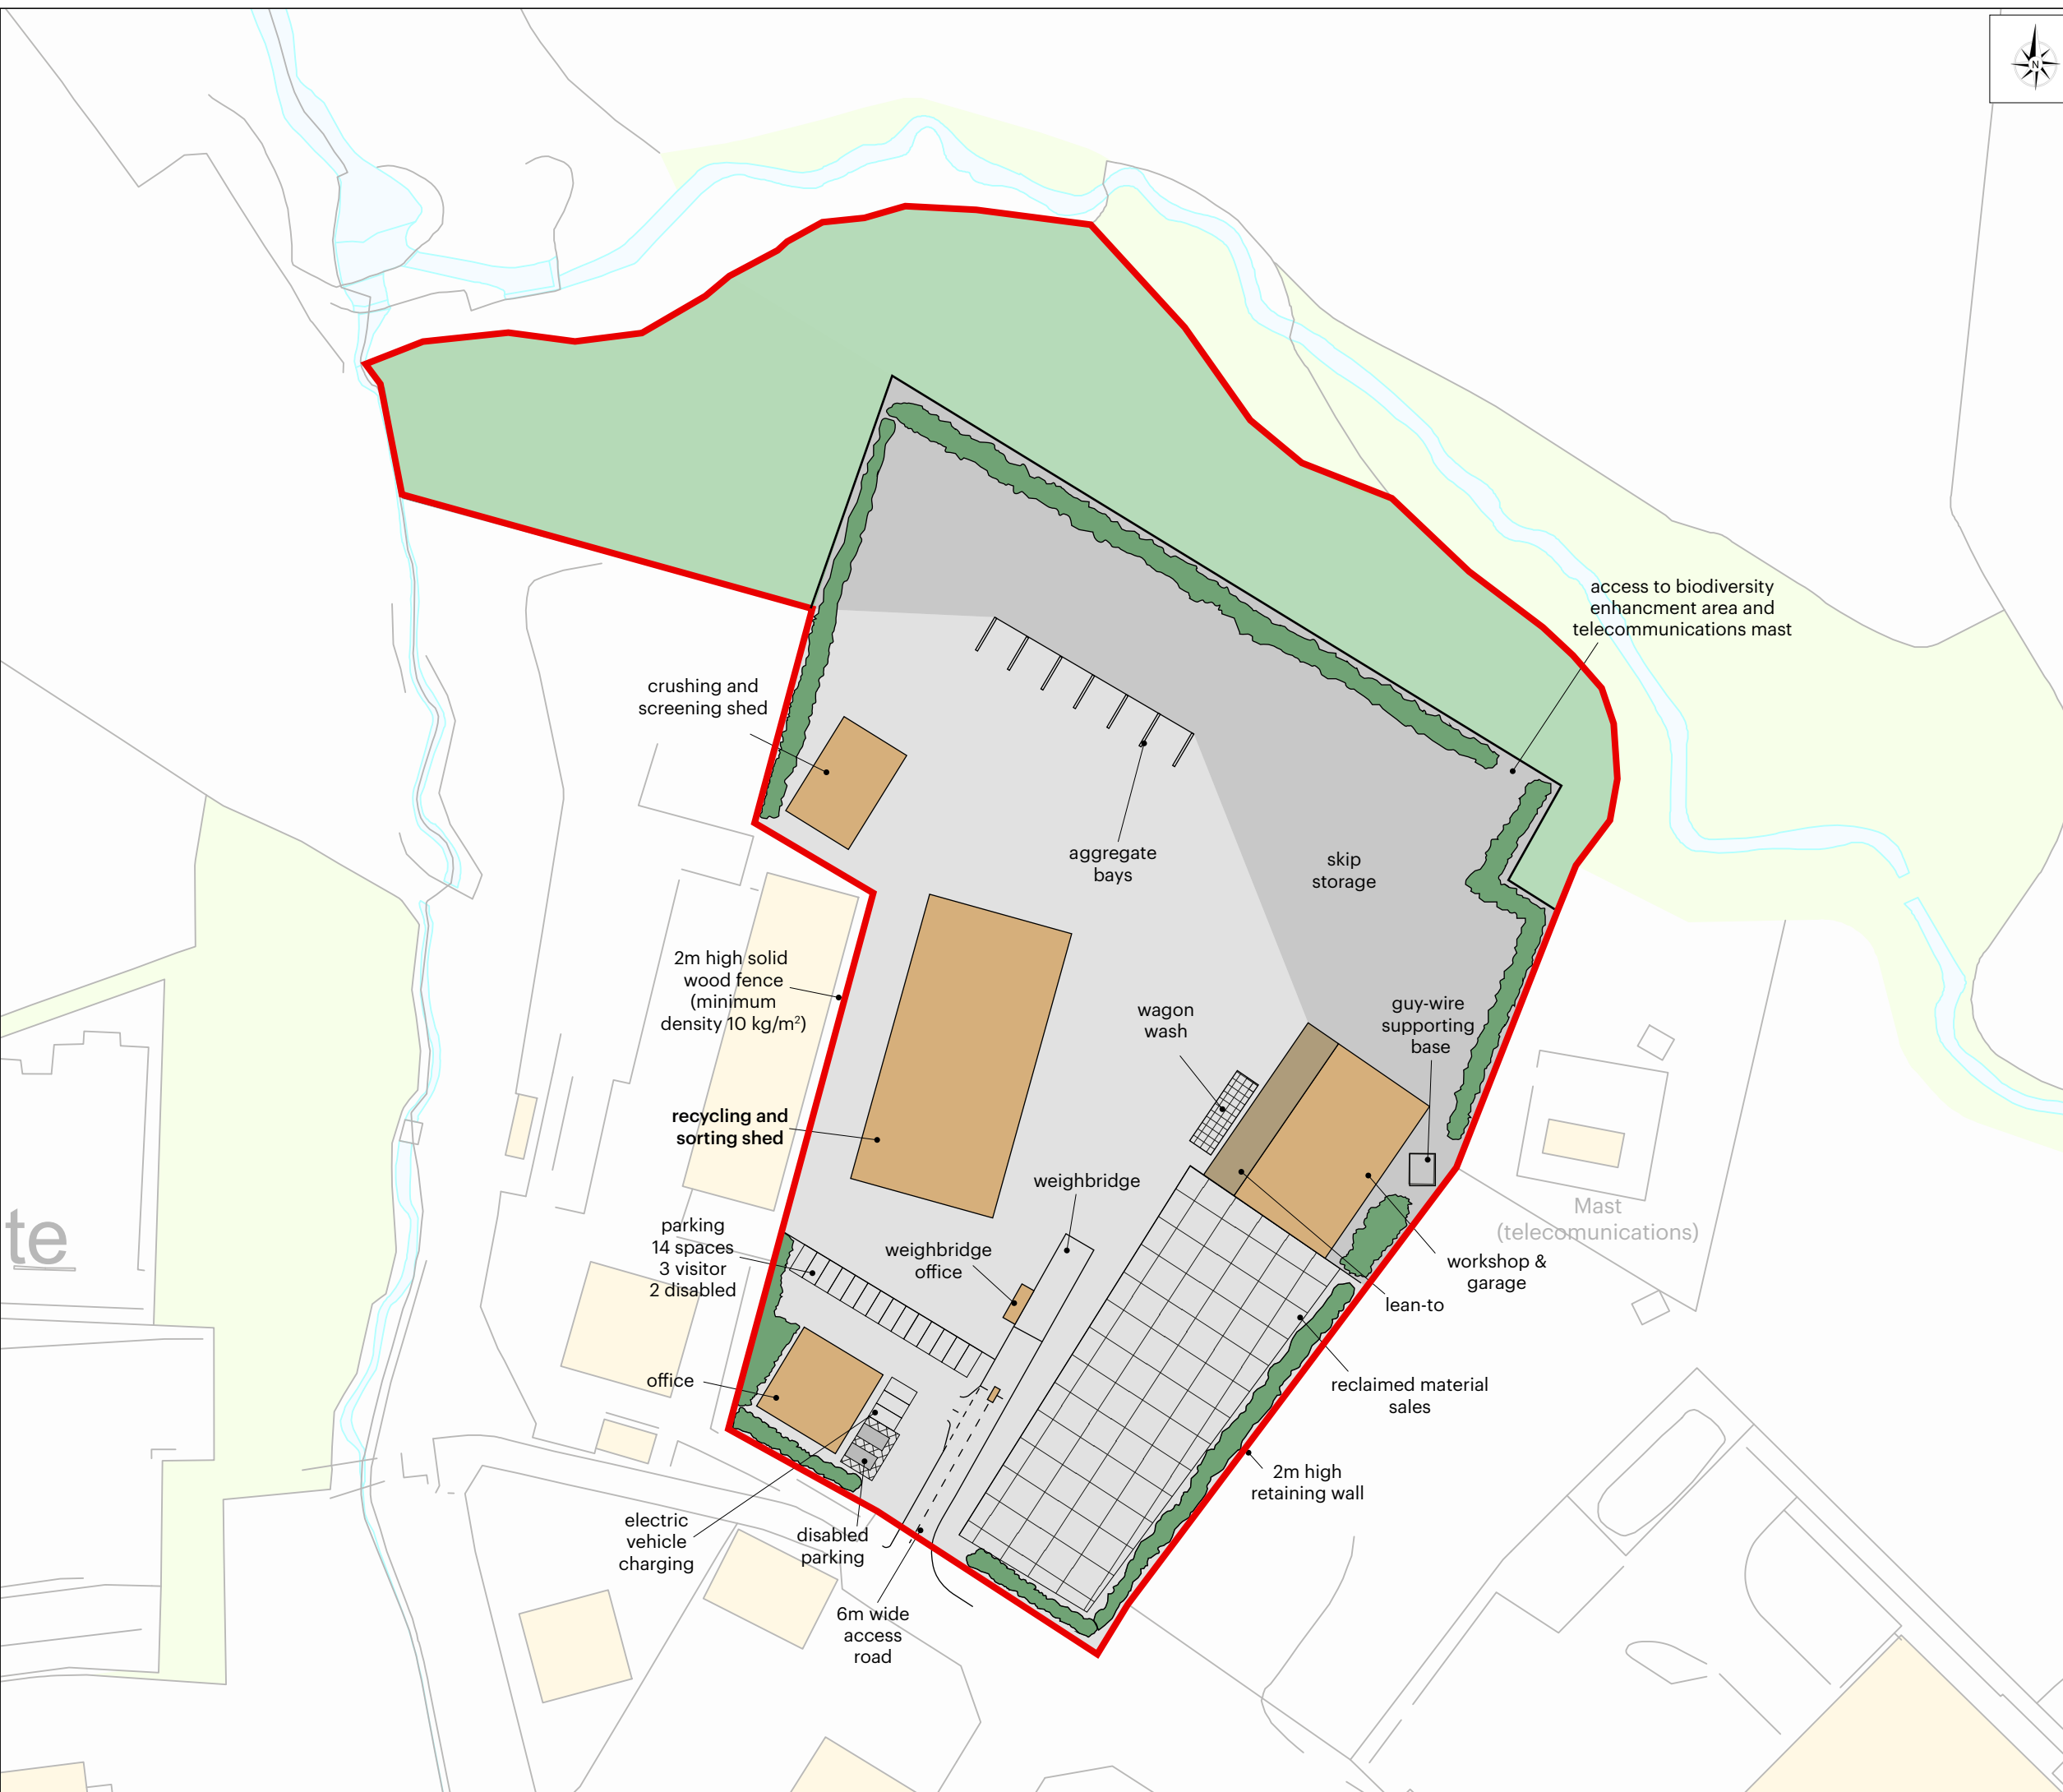 N
access to biodiversity
enhancment area and
telecommunications mast
crushing and
screening shed
aggregate
bays
skip
storage
2m high solid
wood fence
(minimum
density 10 kg/m²)
wagon
wash
guy-wire
supporting
base
recycling and
sorting shed
weighbridge
Mast
(telecomunications)
te
parking
14 spaces
3 visitor
2 disabled
weighbridge
office
workshop &
garage
lean-to
office
reclaimed material
sales
2m high
retaining wall
electric
vehicle
charging
disabled
parking
6m wide
access
road